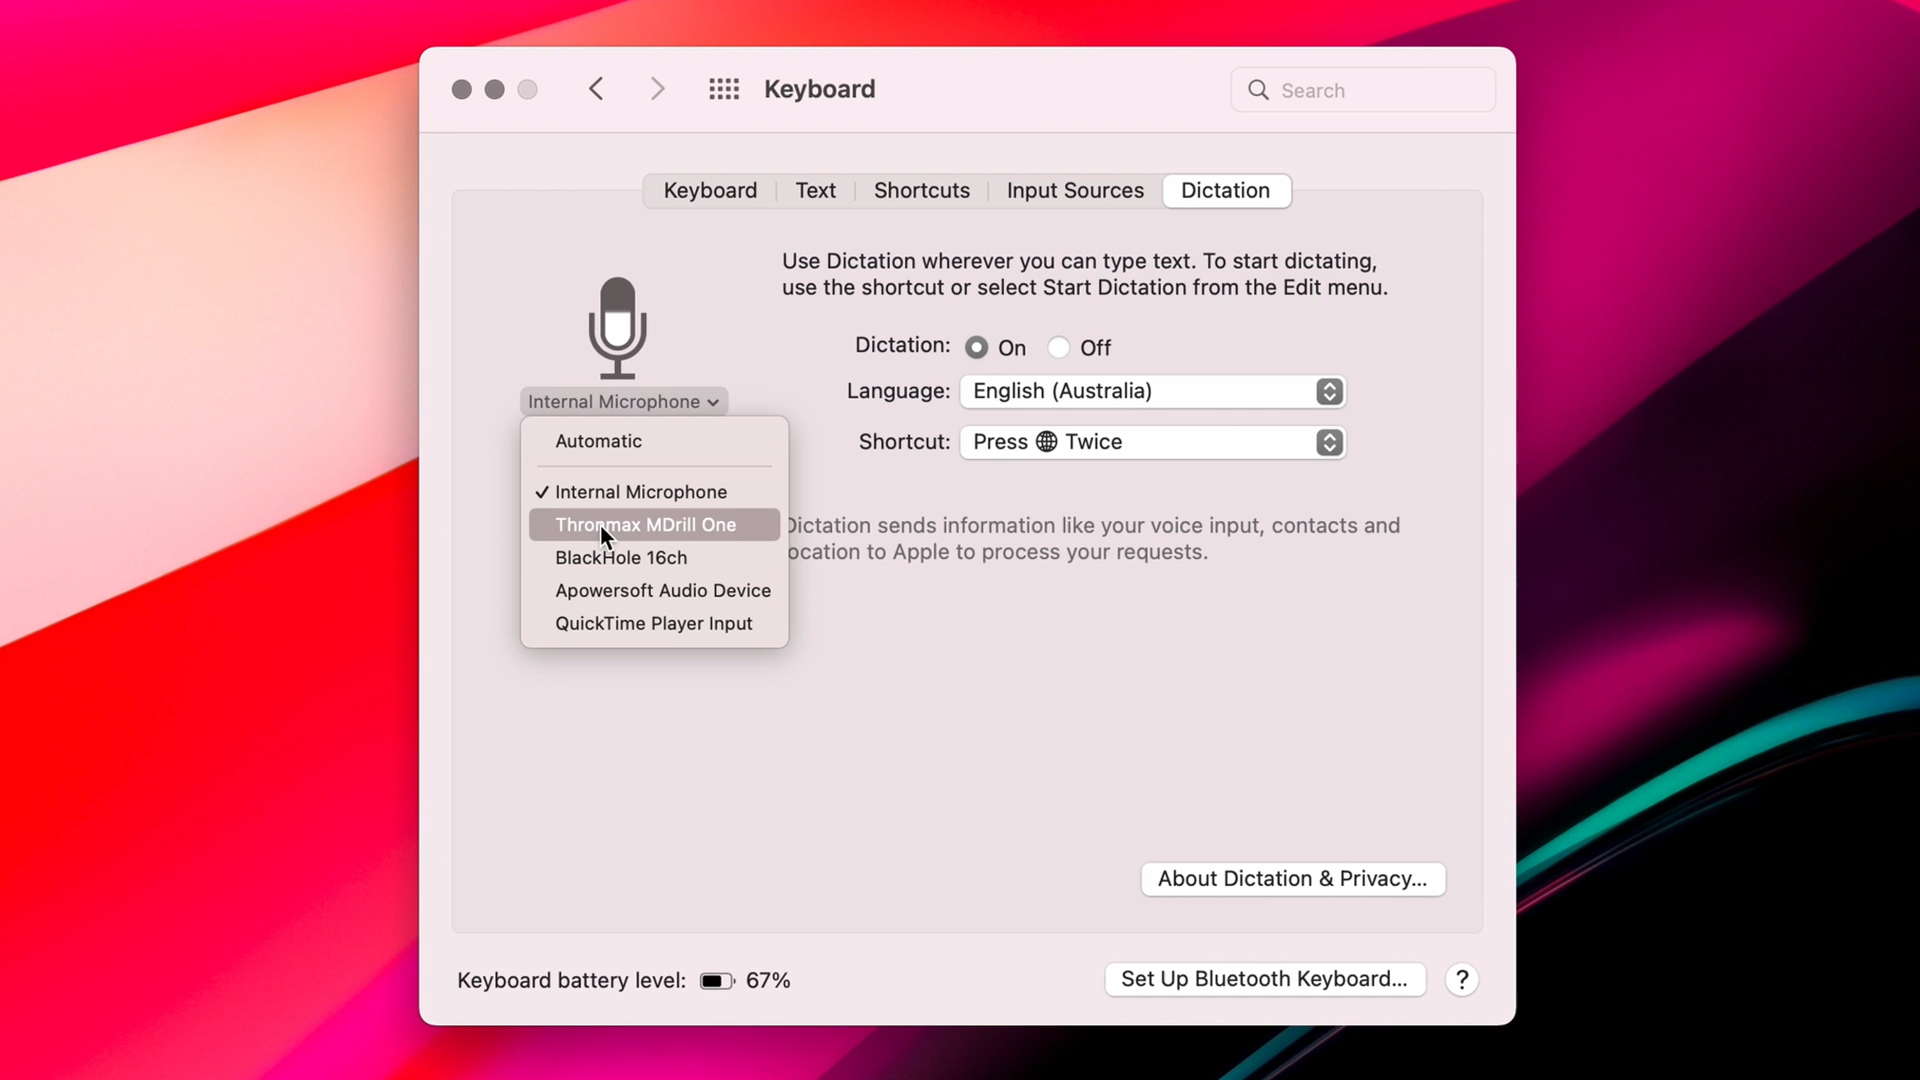 Keyboard
Search
Keyboard
Text
Shortcuts
Input Sources
Dictation
Use Dictation wherever you can type text. To start dictating,
use the shortcut or select Start Dictation from the Edit menu.
Dictation:
On
Off
Internal Microphone
Language:
English (Australia)
Shortcut:
Press Twice
Automatic
✓ Internal Microphone
Thronmax MDrill One
BlackHole 16ch
Apowersoft Audio Device
QuickTime Player Input
Dictation sends information like your voice input, contacts and
ocation to Apple to process your requests.
About Dictation & Privacy...
Keyboard battery level:
67%
Set Up Bluetooth Keyboard...
?